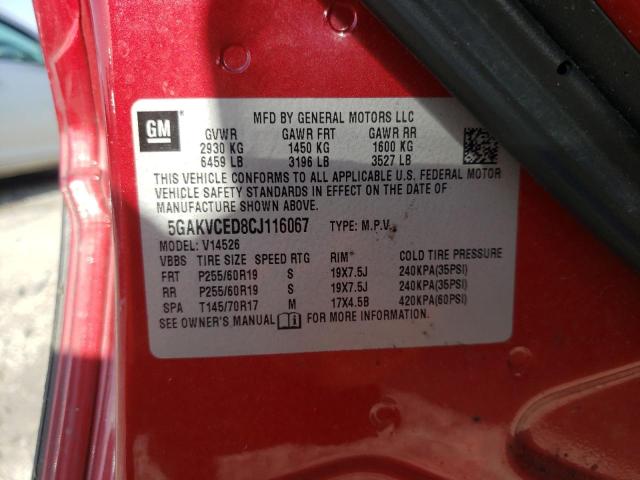 GM
MFD BY GENERAL MOTORS LLC
GVWR GAWR FRT GAWR RR
2930 KG 1450 KG 1600 KG
6459 LB 3196 LB 3527 LB
THIS VEHICLE CONFORMS TO ALL APPLICABLE U.S. FEDERAL MOTOR
VEHICLE SAFETY STANDARDS IN EFFECT ON THE DATE OF
MANUFACTURE SHOWN ABOVE.
5GAKVCED8CJ116067 TYPE: M.P.V.
MODEL: V14526
VBBS TIRE SIZE SPEED RTG RIM* COLD TIRE PRESSURE
FRT P255/60R19 S 19X7.5J 240KPA(35PSI)
RR P255/60R19 S 19X7.5J 240KPA(35PSI)
SPA T145/70R17 M 17X4.5B 420KPA(60PSI)
SEE OWNER'S MANUAL FOR MORE INFORMATION.